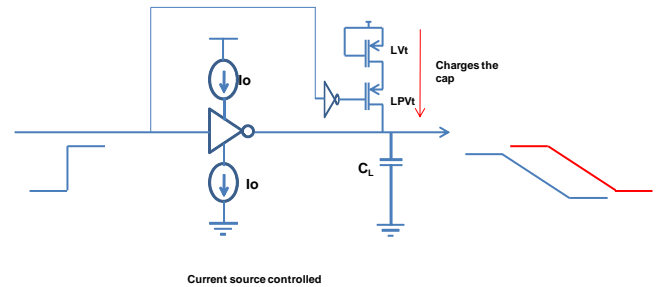 LVt
Io
Charges the
cap
LPVt
CL
Io
Current source controlled